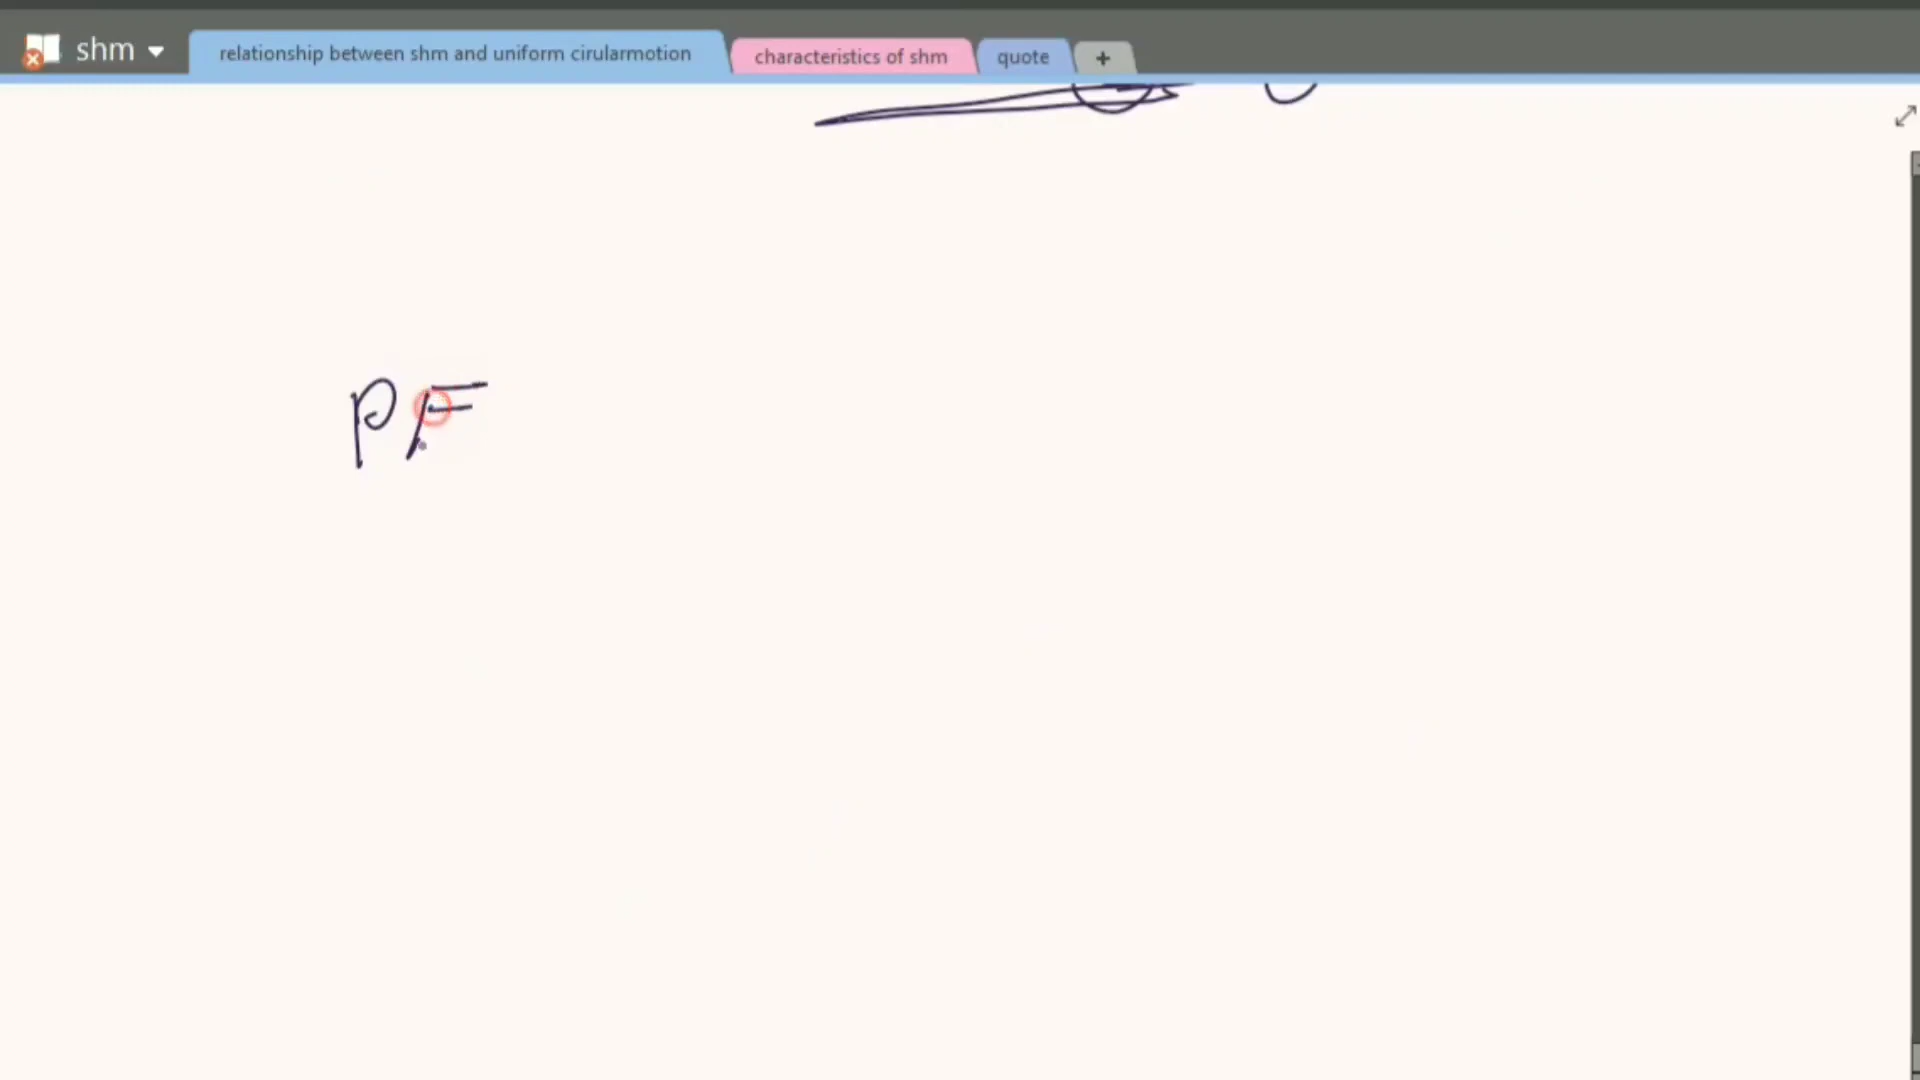 shm
relationship between shm and uniform cirularmotion
characteristics of shm
quote
+
PF